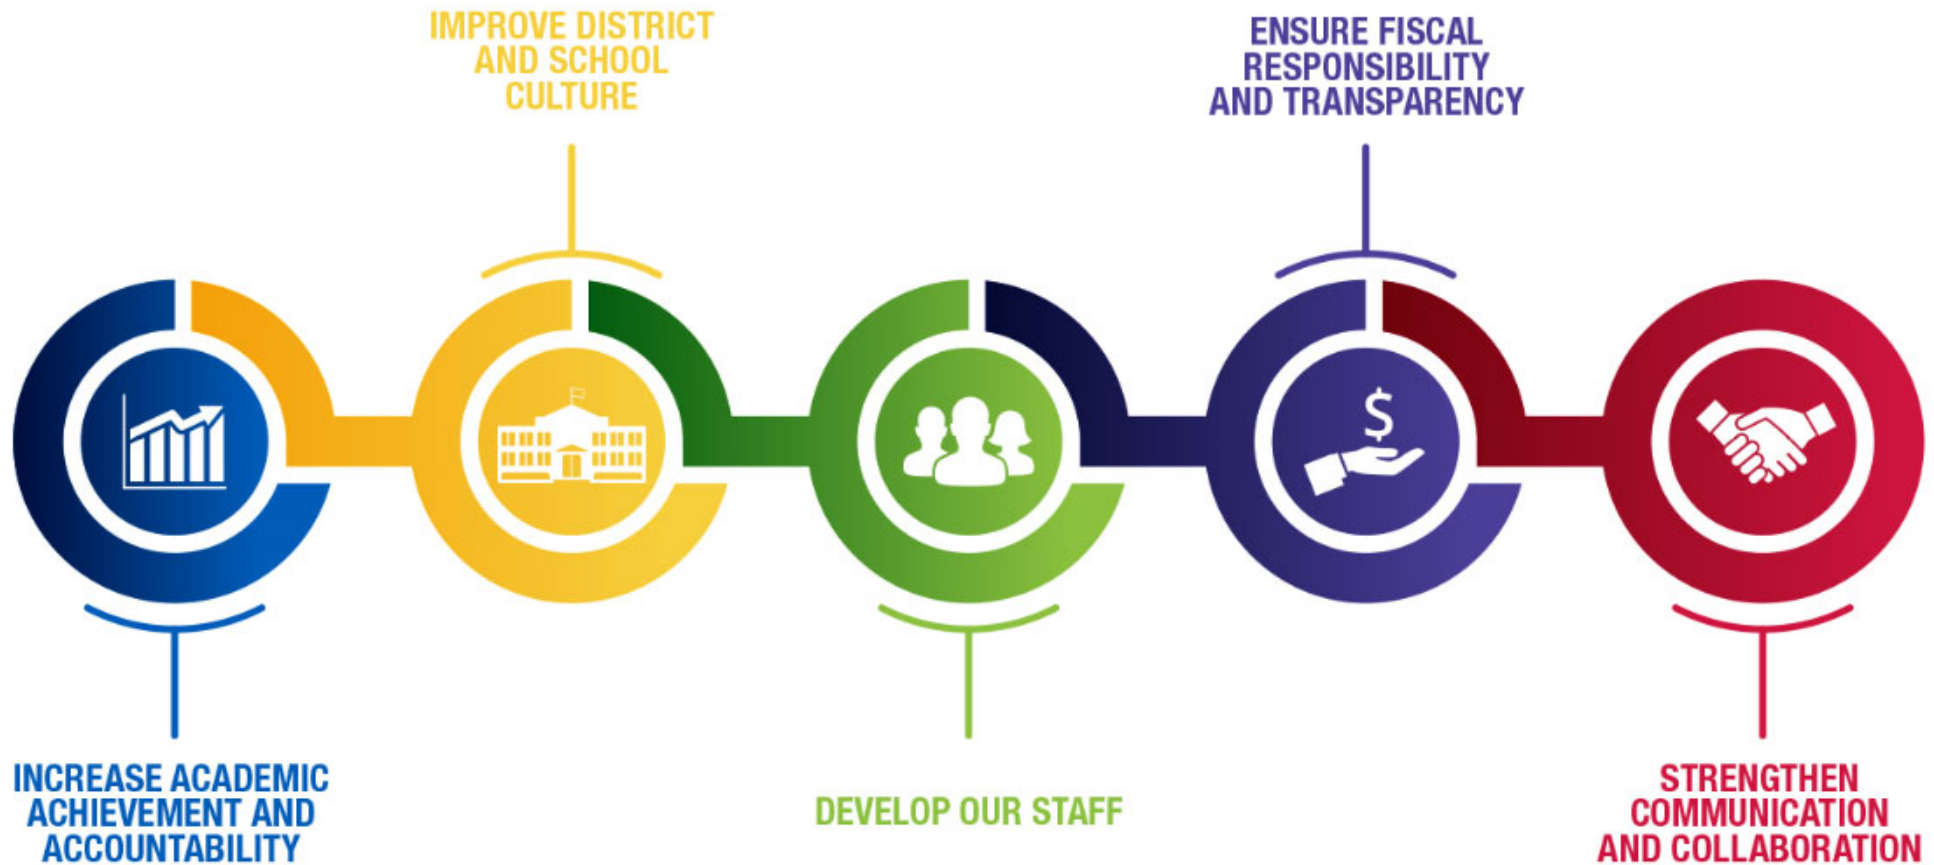 IMPROVE DISTRICT
AND SCHOOL
CULTURE
ENSURE FISCAL
RESPONSIBILITY
AND TRANSPARENCY
$
INCREASE ACADEMIC
ACHIEVEMENT AND
ACCOUNTABILITY
DEVELOP OUR STAFF
STRENGTHEN
COMMUNICATION
AND COLLABORATION